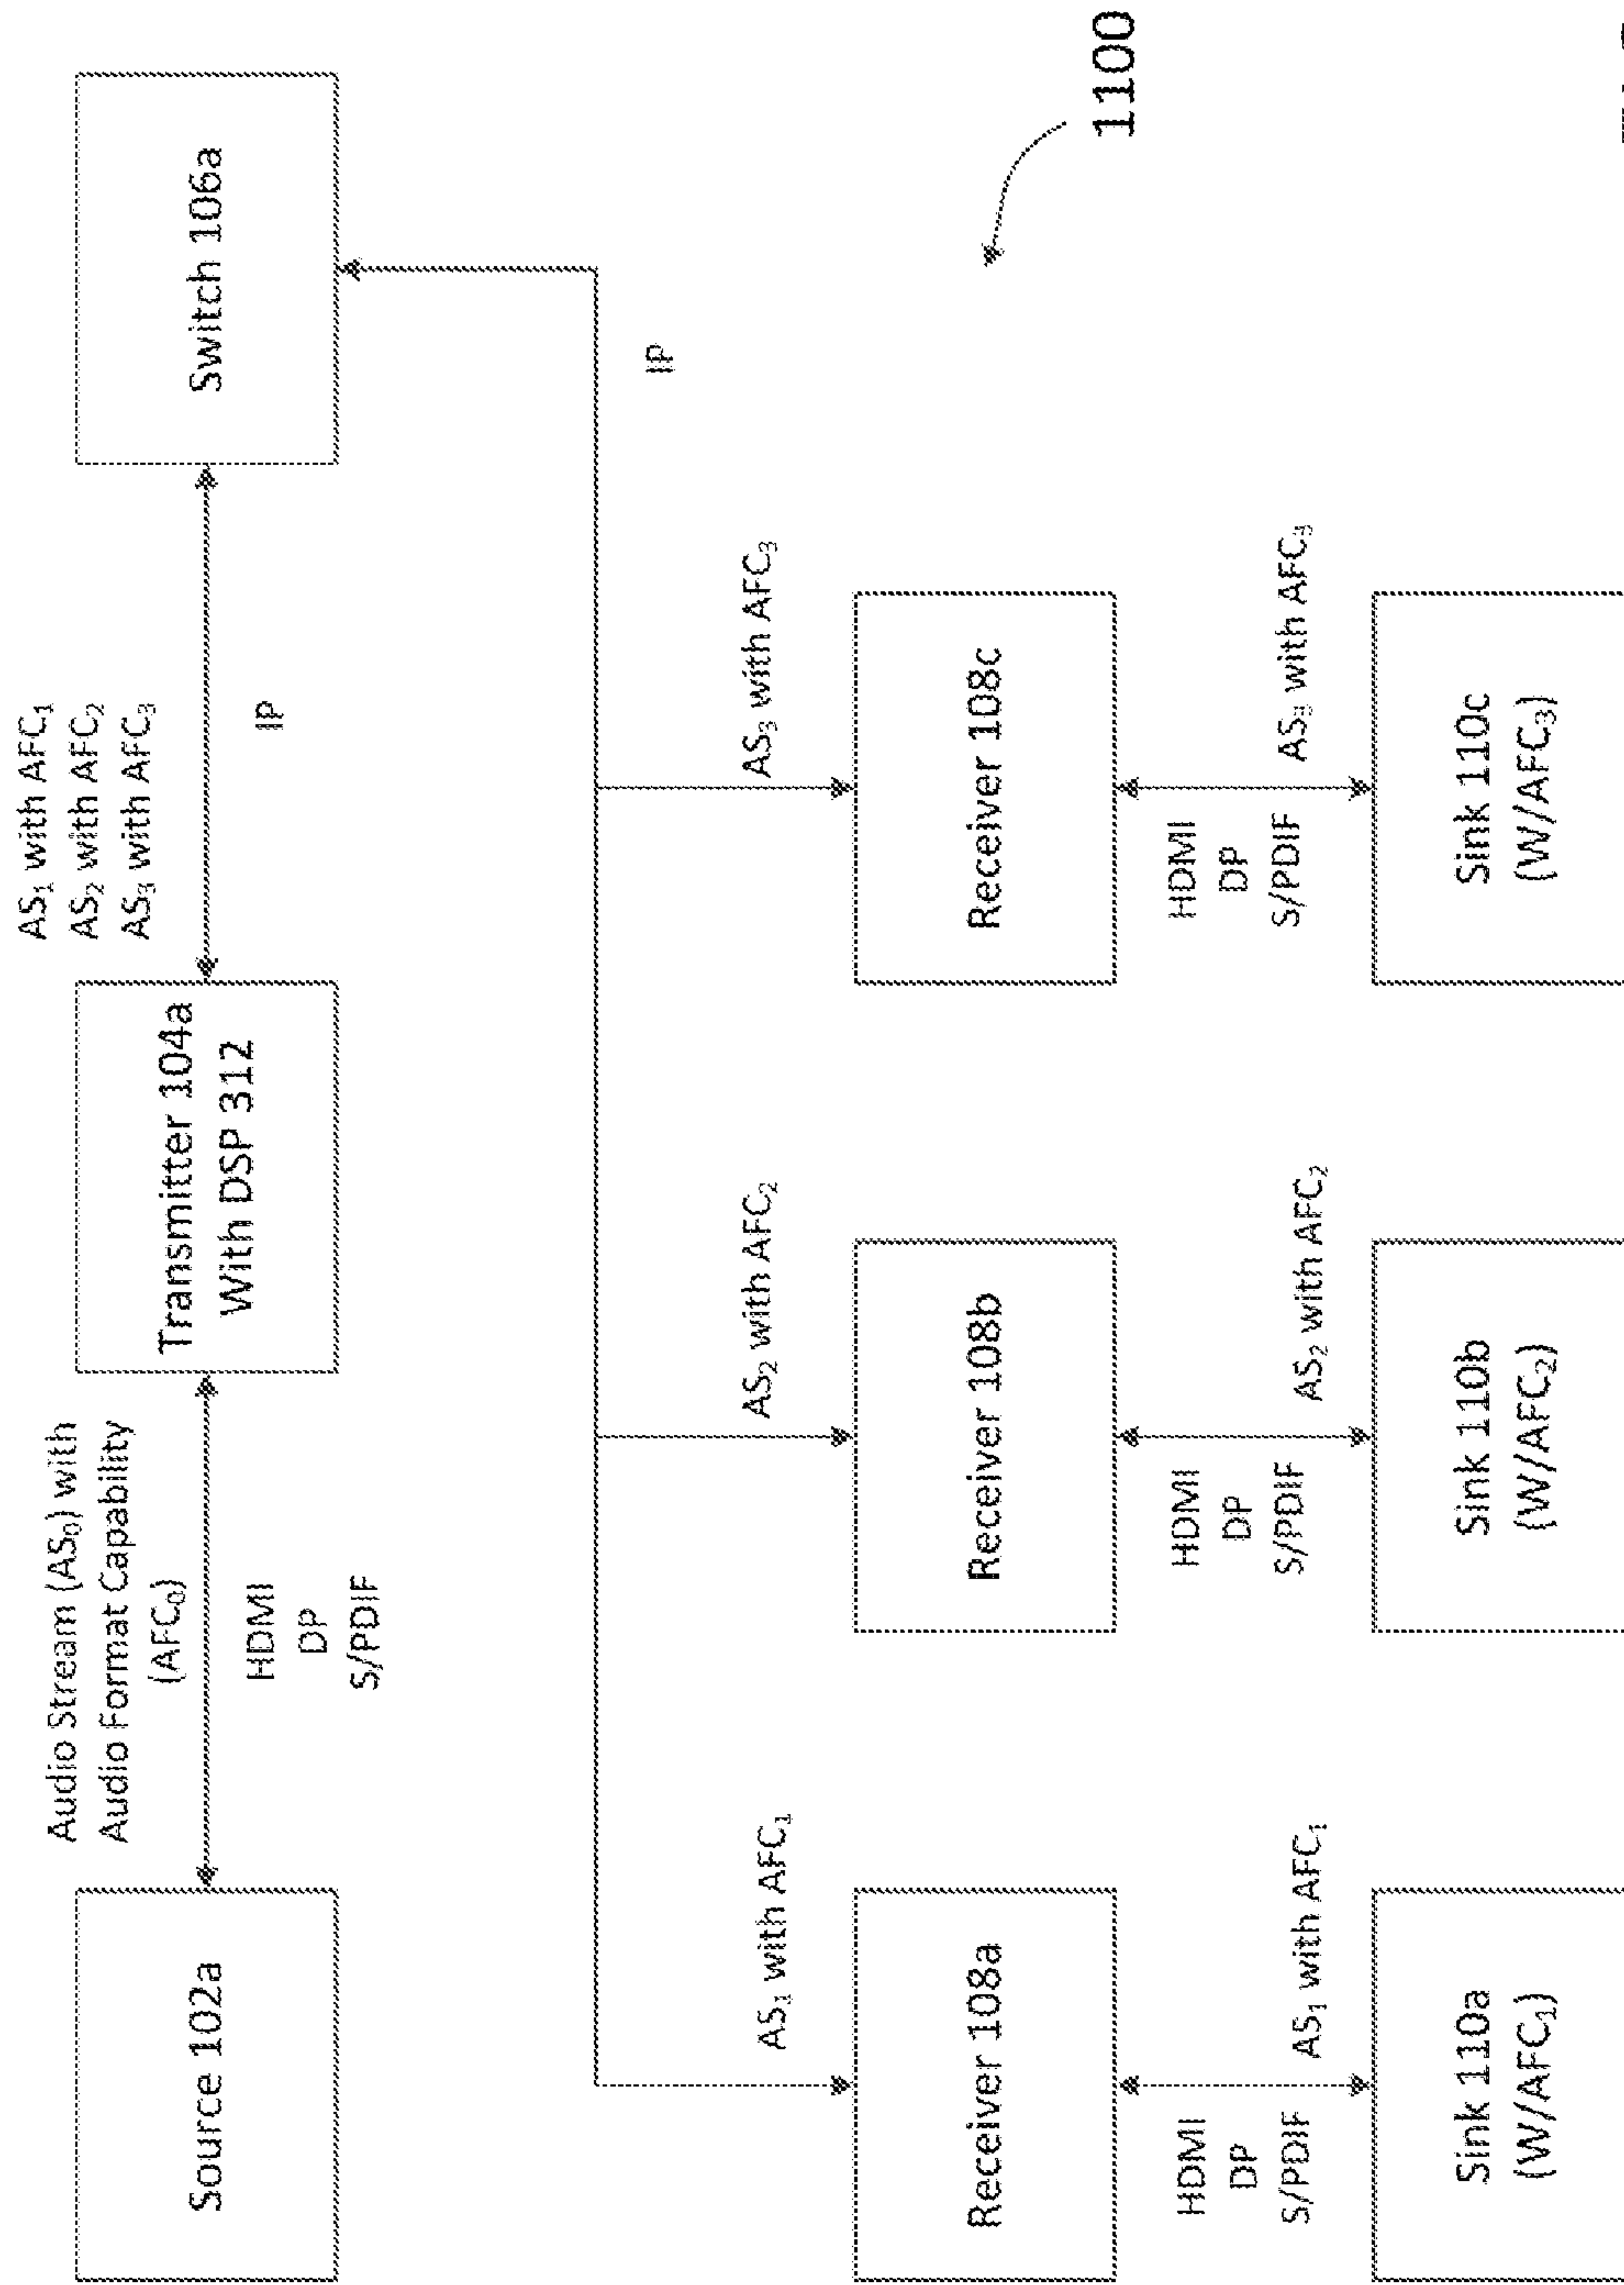 Source 102a
Audio Stream (AS₀) with
Audio Format Capability
(AFC₀)
HDMI
DP
S/PDIF
Transmitter 104a
With DSP 312
AS₁ with AFC₁
AS₂ with AFC₂
AS₃ with AFC₃
IP
Switch 106a
IP
AS₁ with AFC₁
AS₂ with AFC₂
AS₃ with AFC₃
Receiver 108a
Receiver 108b
Receiver 108c
HDMI
DP
S/PDIF
AS₁ with AFC₁
HDMI
DP
S/PDIF
AS₂ with AFC₂
HDMI
DP
S/PDIF
AS₃ with AFC₃
1100
Sink 110a
(W/AFC₁)
Sink 110b
(W/AFC₂)
Sink 110c
(W/AFC₃)